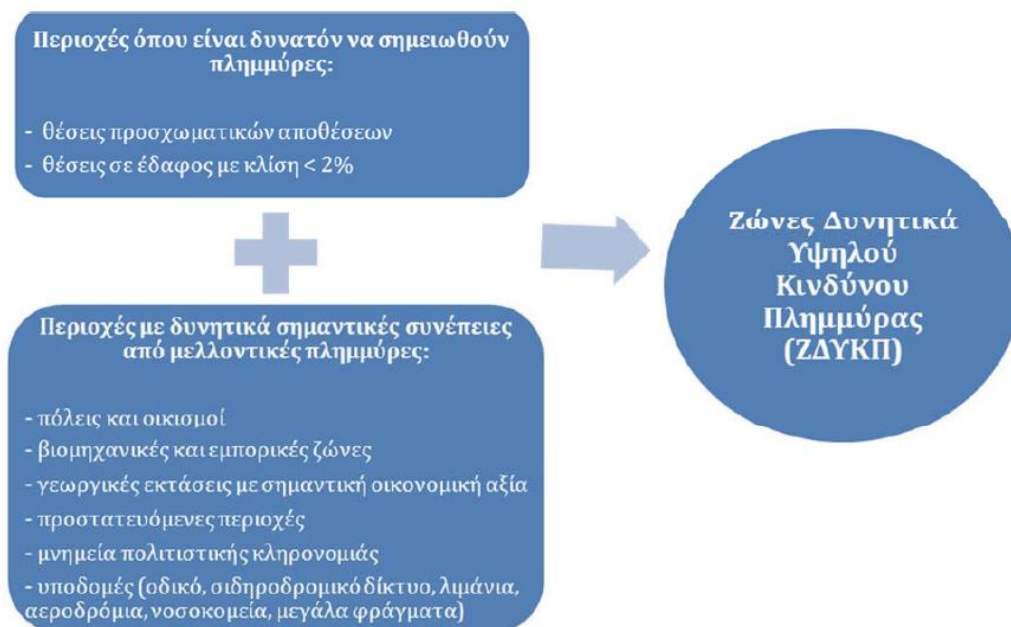 Περιοχές όπου είναι δυνατόν να σημειωθούν
πλημμύρες:
- θέσεις προσχωματικών αποθέσεων
- θέσεις σε έδαφος με κλίση < 2%
Περιοχές με δυνητικά σημαντικές συνέπειες
από μελλοντικές πλημμύρες:
- πόλεις και οικισμοί
- βιομηχανικές και εμπορικές ζώνες
- γεωργικές εκτάσεις με σημαντική οικονομική αξία
- προστατευόμενες περιοχές
- μνημεία πολιτιστικής κληρονομιάς
- υποδομές (οδικό, σιδηροδρομικό δίκτυο, λιμάνια,
αεροδρόμια, νοσοκομεία, μεγάλα φράγματα)
Ζώνες Δυνητικά
Υψηλού
Κινδύνου
Πλημμύρας
(ΖΔΥΚΠ)